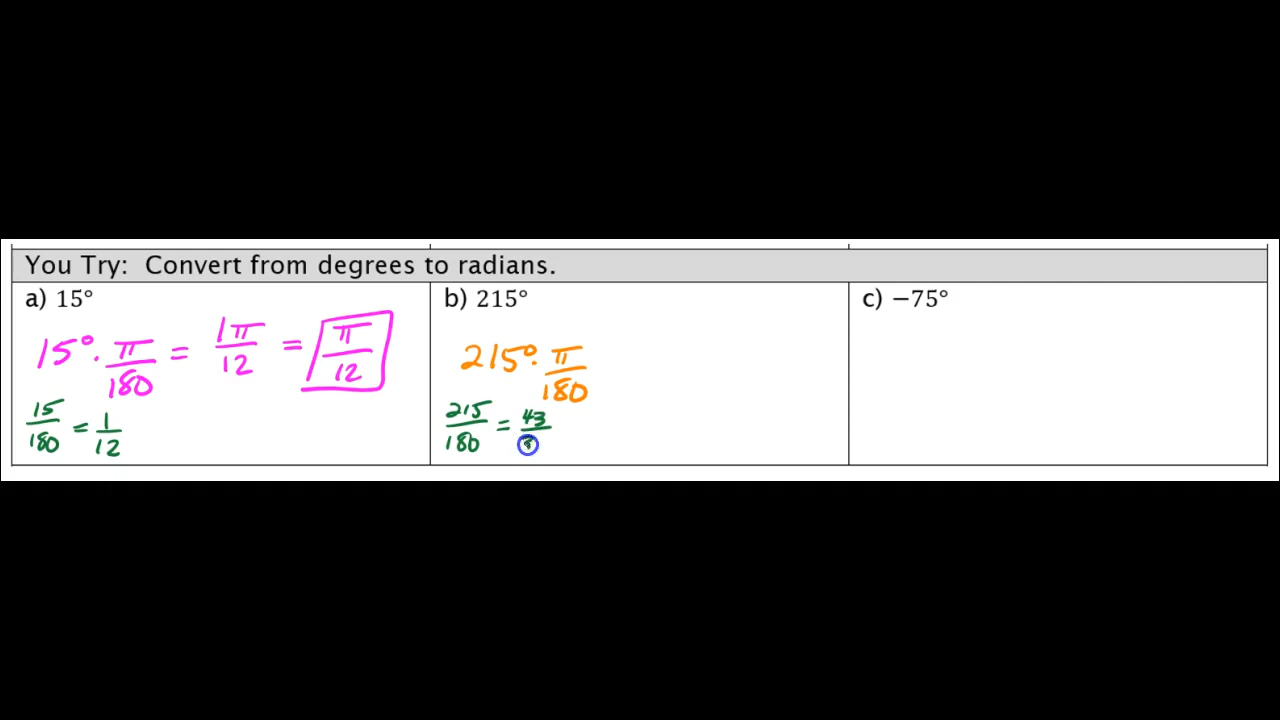 You Try: Convert from degrees to radians.
a) 15°
15° · π/180 = 1π/12 = π/12
15/180 = 1/12
b) 215°
215° · π/180
215/180 = 43/
c) −75°